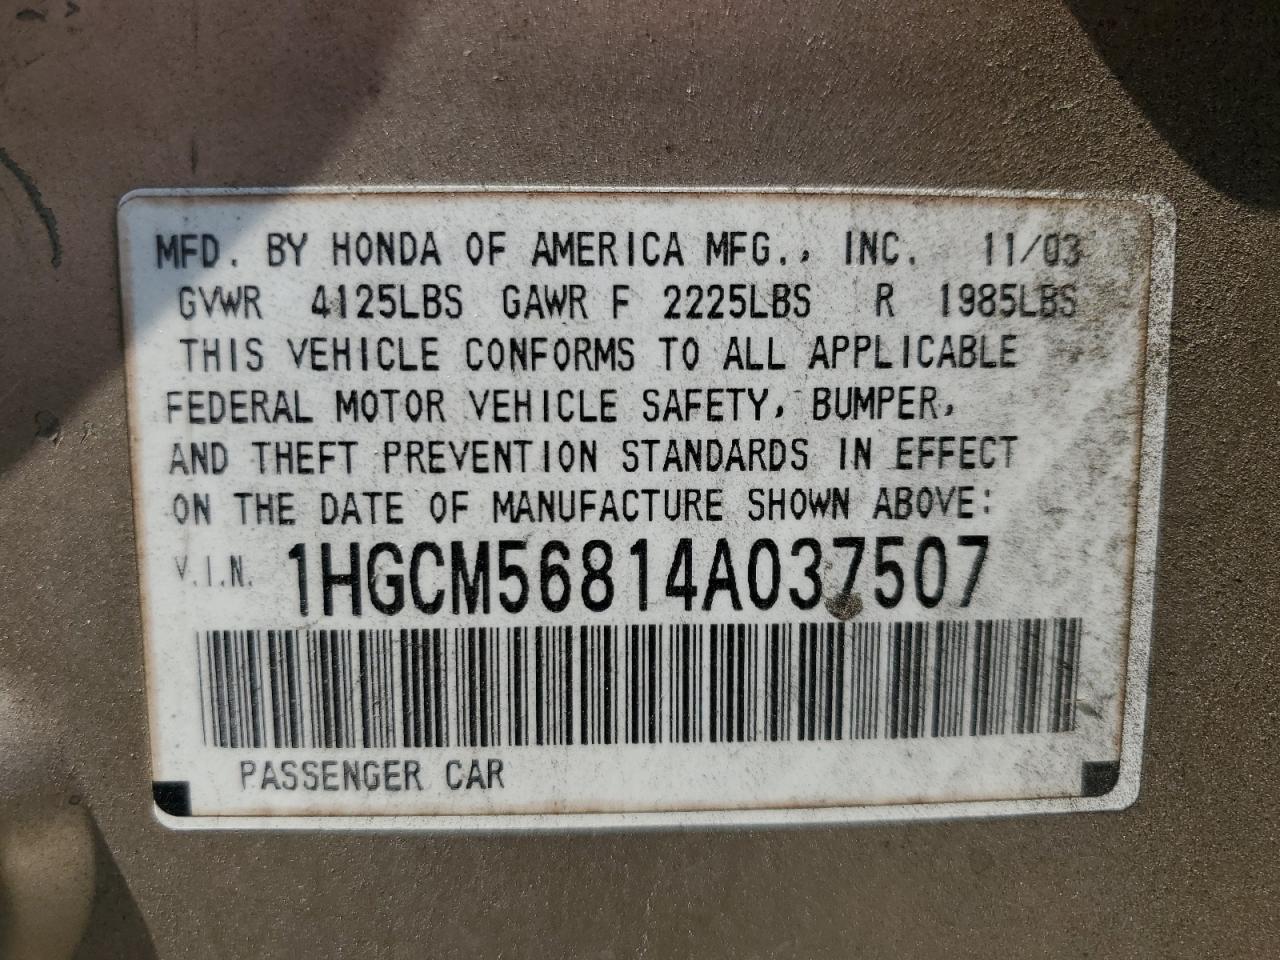 MFD. BY HONDA OF AMERICA MFG., INC. 11/03
GVWR 4125LBS GAWR F 2225LBS R 1985LBS
THIS VEHICLE CONFORMS TO ALL APPLICABLE
FEDERAL MOTOR VEHICLE SAFETY, BUMPER,
AND THEFT PREVENTION STANDARDS IN EFFECT
ON THE DATE OF MANUFACTURE SHOWN ABOVE:
V.I.N. 1HGCM56814A037507
PASSENGER CAR